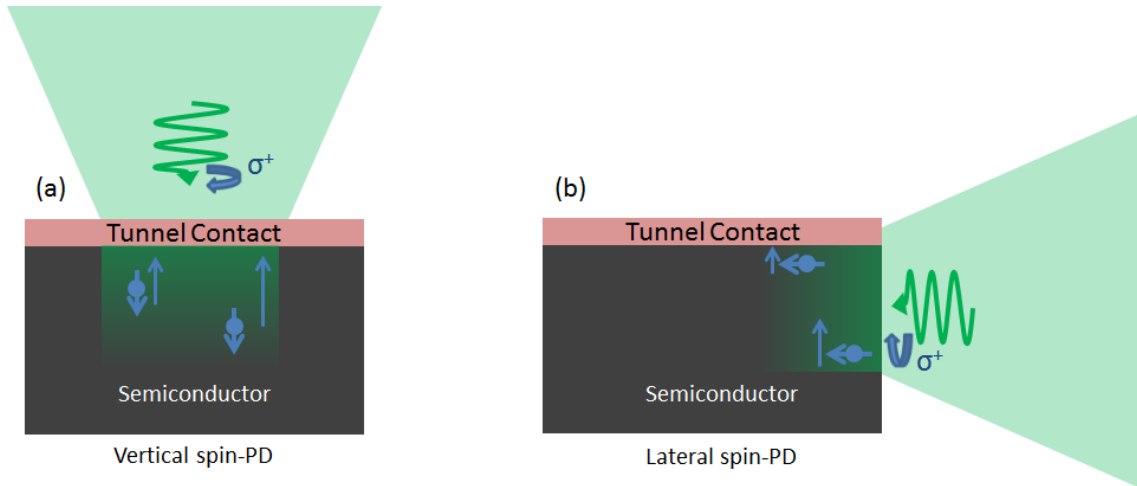 (a)
σ+
Tunnel Contact
Semiconductor
Vertical spin-PD
(b)
Tunnel Contact
σ+
Semiconductor
Lateral spin-PD